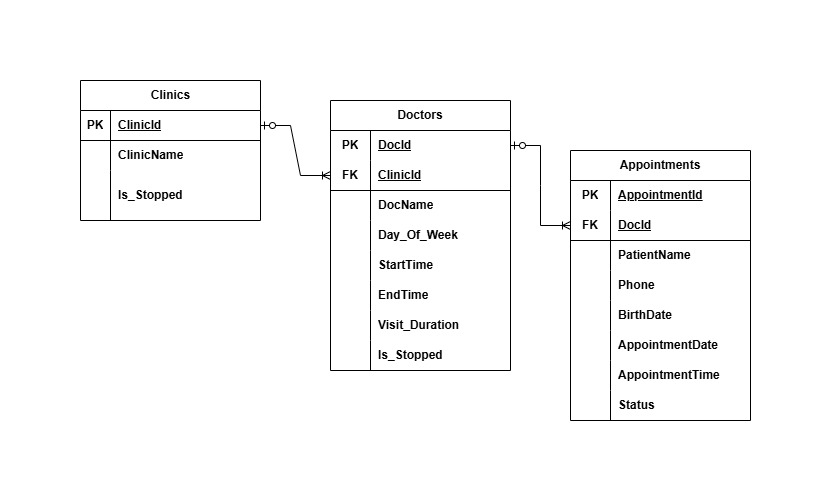 Clinics
PK ClinicId
ClinicName
Is_Stopped
Doctors
PK DocId
FK ClinicId
DocName
Day_Of_Week
StartTime
EndTime
Visit_Duration
Is_Stopped
Appointments
PK AppointmentId
FK DocId
PatientName
Phone
BirthDate
AppointmentDate
AppointmentTime
Status